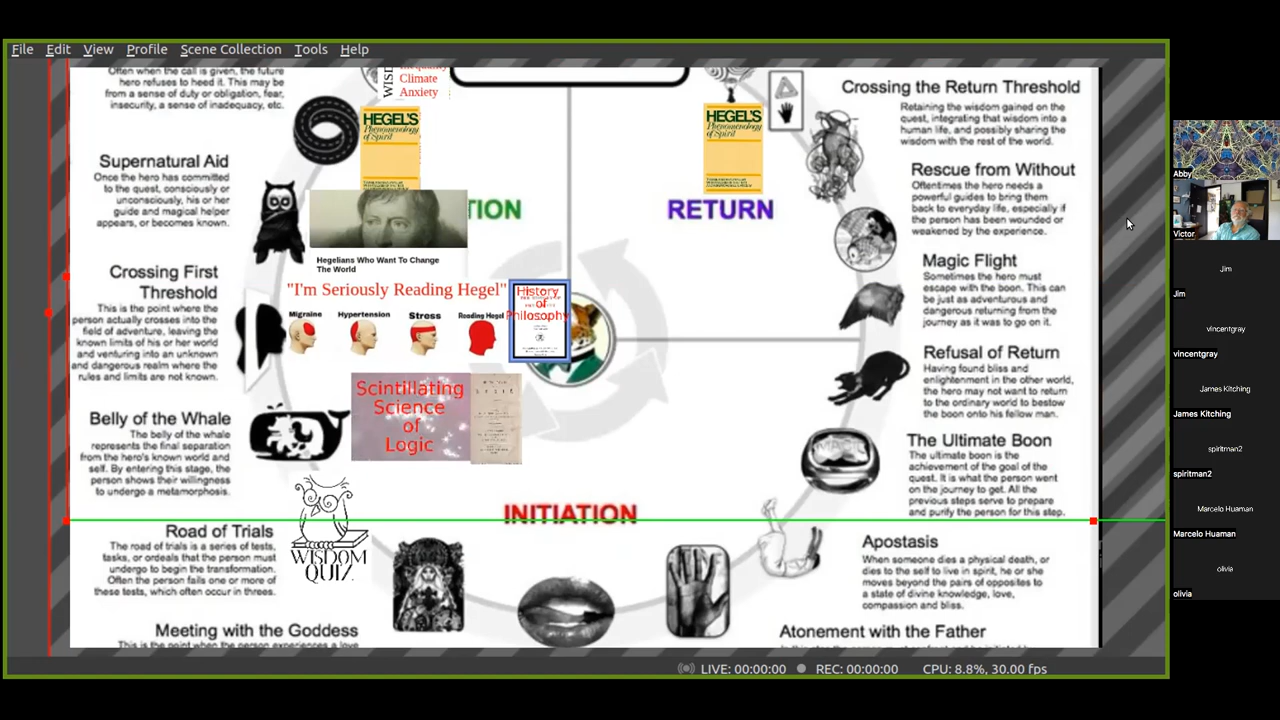 File Edit View Profile Scene Collection Tools Help
Often when the call is given, the future
hero refuses to heed it. This may be
from a sense of duty or obligation, fear,
insecurity, a sense of inadequacy, etc.
Supernatural Aid
Once the hero has committed
to the quest, consciously or
unconsciously, his or her
guide and magical helper
appears, or becomes known.
Crossing First
Threshold
This is the point where the
person actually crosses into the
field of adventure, leaving the
known limits of his or her world
and venturing into an unknown
and dangerous realm where the
rules and limits are not known.
Belly of the Whale
The belly of the whale
represents the final separation
from the hero's known world and
self. By entering this stage, the
person shows their willingness
to undergo a metamorphosis.
Road of Trials
The road of trials is a series of tests,
tasks, or ordeals that the person must
undergo to begin the transformation.
Often the person fails one or more of
these tests, which often occur in threes.
Meeting with the Goddess
This is the point when the person experiences a love
Climate
Anxiety
HEGEL'S
Phenomenology
of Spirit
TION
Hegelians Who Want To Change
The World
"I'm Seriously Reading Hegel"
Migraine Hypertension Stress Reading Hegel
History
of
Philosophy
Scintillating
Science
of
Logic
WISDOM
QUIZ
INITIATION
HEGEL'S
Phenomenology
of Spirit
RETURN
Crossing the Return Threshold
Retaining the wisdom gained on the
quest, integrating that wisdom into a
human life, and possibly sharing the
wisdom with the rest of the world.
Rescue from Without
Oftentimes the hero needs a
powerful guides to bring them
back to everyday life, especially if
the person has been wounded or
weakened by the experience.
Magic Flight
Sometimes the hero must
escape with the boon. This can
be just as adventurous and
dangerous returning from the
journey as it was to go on it.
Refusal of Return
Having found bliss and
enlightenment in the other world,
the hero may not want to return
to the ordinary world to bestow
the boon onto his fellow man.
The Ultimate Boon
The ultimate boon is the
achievement of the goal of the
quest. It is what the person went
on the journey to get. All the
previous steps serve to prepare
and purify the person for this step.
Apostasis
When someone dies a physical death, or
dies to the self to live in spirit, he or she
moves beyond the pairs of opposites to
a state of divine knowledge, love,
compassion and bliss.
Atonement with the Father
LIVE: 00:00:00 REC: 00:00:00 CPU: 8.8%, 30.00 fps
Abby
Victor
Jim
Jim
vincentgray
vincentgray
James Kitching
James Kitching
spiritman2
spiritman2
Marcelo Huaman
Marcelo Huaman
olivia
olivia